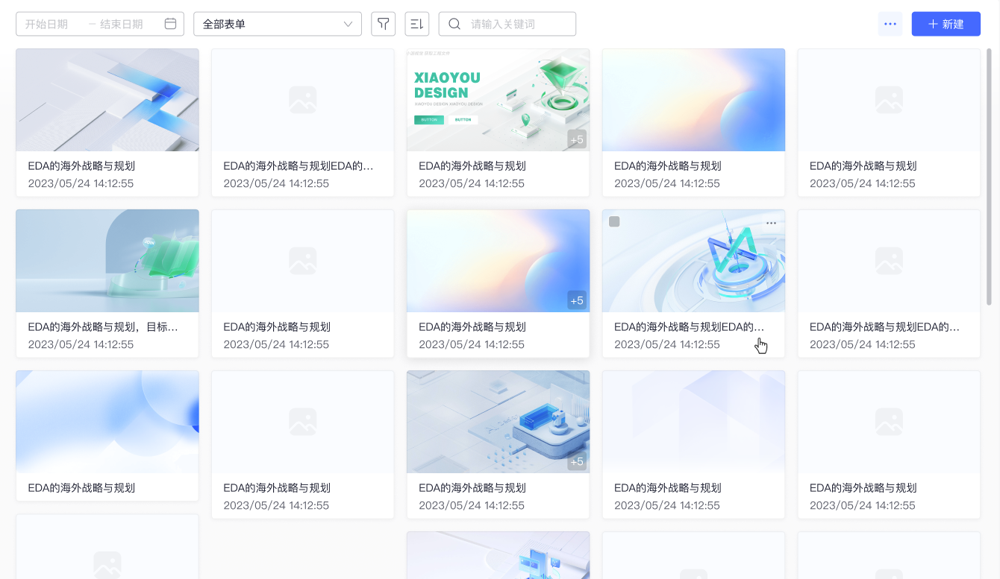 开始日期 – 结束日期 全部表单 请输入关键词 ... + 新建
小幽视觉 获取工程文件
XIAOYOU
DESIGN
XIAOYOU DESIGN XIAOYOU DESIGN
BUTTON BUTTON
+5
EDA的海外战略与规划
2023/05/24 14:12:55
EDA的海外战略与规划EDA的...
2023/05/24 14:12:55
EDA的海外战略与规划
2023/05/24 14:12:55
EDA的海外战略与规划
2023/05/24 14:12:55
EDA的海外战略与规划
2023/05/24 14:12:55
JOIN
+5
EDA的海外战略与规划，目标...
2023/05/24 14:12:55
EDA的海外战略与规划
2023/05/24 14:12:55
EDA的海外战略与规划
2023/05/24 14:12:55
EDA的海外战略与规划EDA的...
2023/05/24 14:12:55
EDA的海外战略与规划EDA的...
2023/05/24 14:12:55
+5
EDA的海外战略与规划
EDA的海外战略与规划
2023/05/24 14:12:55
EDA的海外战略与规划
2023/05/24 14:12:55
EDA的海外战略与规划
2023/05/24 14:12:55
EDA的海外战略与规划
2023/05/24 14:12:55